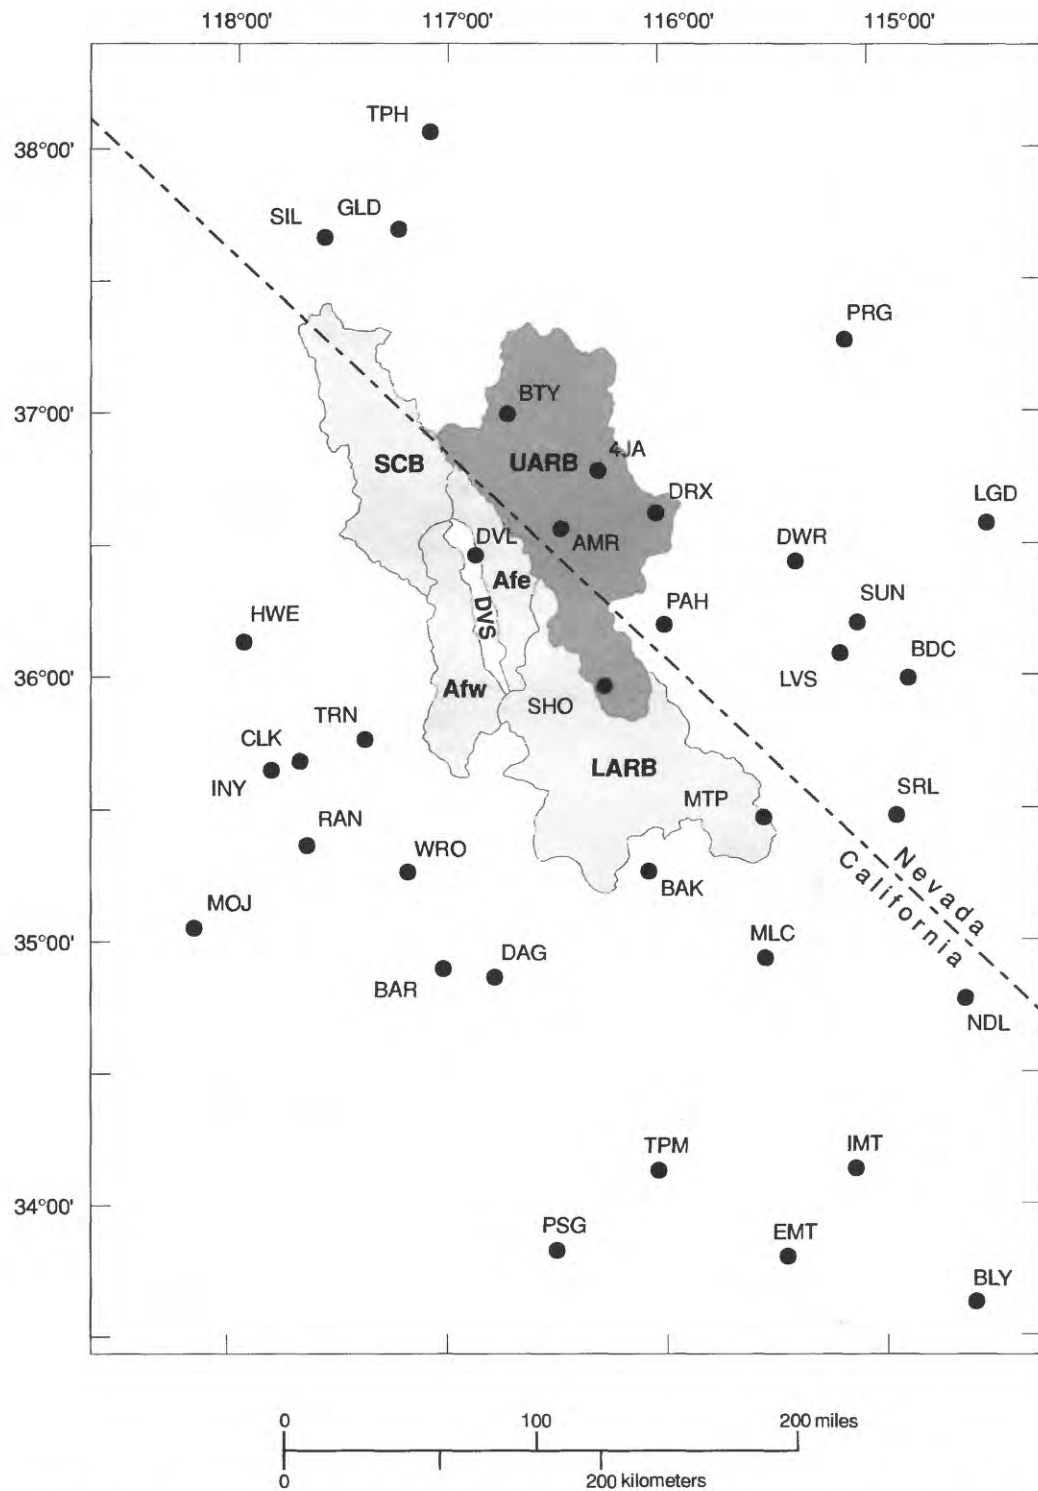 118°00' 117°00' 116°00' 115°00'
TPH
38°00'
SIL GLD
PRG
37°00'
BTY
SCB UARB 4JA
DRX LGD
DVL AMR DWR
Afe
HWE DVS PAH SUN
BDC
36°00'
LVS
Afw
TRN SHO
CLK
INY LARB
MTP SRL
RAN
WRO
BAK
Nevada
California
MOJ
35°00'
DAG MLC
BAR
NDL
TPM IMT
34°00'
PSG EMT
BLY
0 100 200 miles
0 200 kilometers